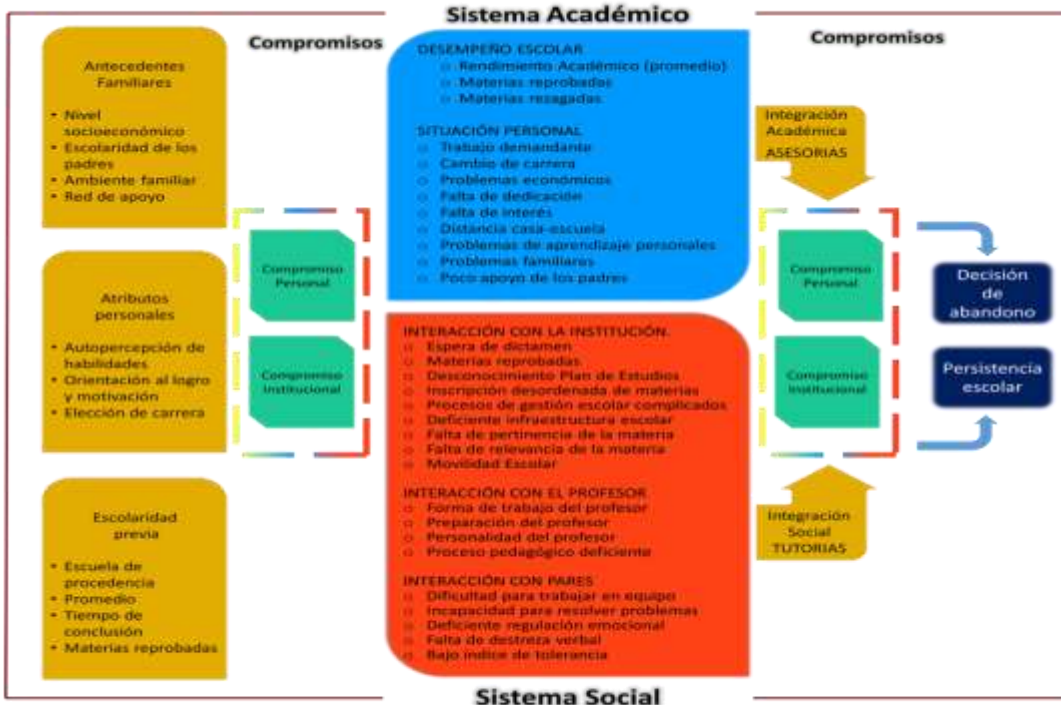 Sistema Académico
Antecedentes
Familiares
• Nivel
socioeconómico
• Escolaridad de los
padres
• Ambiente familiar
• Red de apoyo
Atributos
personales
• Autopercepción de
habilidades
• Orientación al logro
y motivación
• Elección de carrera
Escolaridad
previa
• Escuela de
procedencia
• Promedio
• Tiempo de
conclusión
• Materias reprobadas
Compromisos
Compromiso
Personal
Compromiso
Institucional
DESEMPEÑO ESCOLAR
o Rendimiento Académico (promedio)
o Materias reprobadas
o Materias rezagadas
SITUACIÓN PERSONAL
o Trabajo demandante
o Cambio de carrera
o Problemas económicos
o Falta de dedicación
o Falta de interés
o Distancia casa-escuela
o Problemas de aprendizaje personales
o Problemas familiares
o Poco apoyo de los padres
INTERACCIÓN CON LA INSTITUCIÓN.
o Espera de dictamen
o Materias reprobadas
o Desconocimiento Plan de Estudios
o Inscripción desordenada de materias
o Procesos de gestión escolar complicados
o Deficiente infraestructura escolar
o Falta de pertinencia de la materia
o Falta de relevancia de la materia
o Movilidad Escolar
INTERACCIÓN CON EL PROFESOR
o Forma de trabajo del profesor
o Preparación del profesor
o Personalidad del profesor
o Proceso pedagógico deficiente
INTERACCIÓN CON PARES
o Dificultad para trabajar en equipo
o Incapacidad para resolver problemas
o Deficiente regulación emocional
o Falta de destreza verbal
o Bajo índice de tolerancia
Compromisos
Integración
Académica
ASESORIAS
Compromiso
Personal
Compromiso
Institucional
Integración
Social
TUTORIAS
Decisión
de
abandono
Persistencia
escolar
Sistema Social